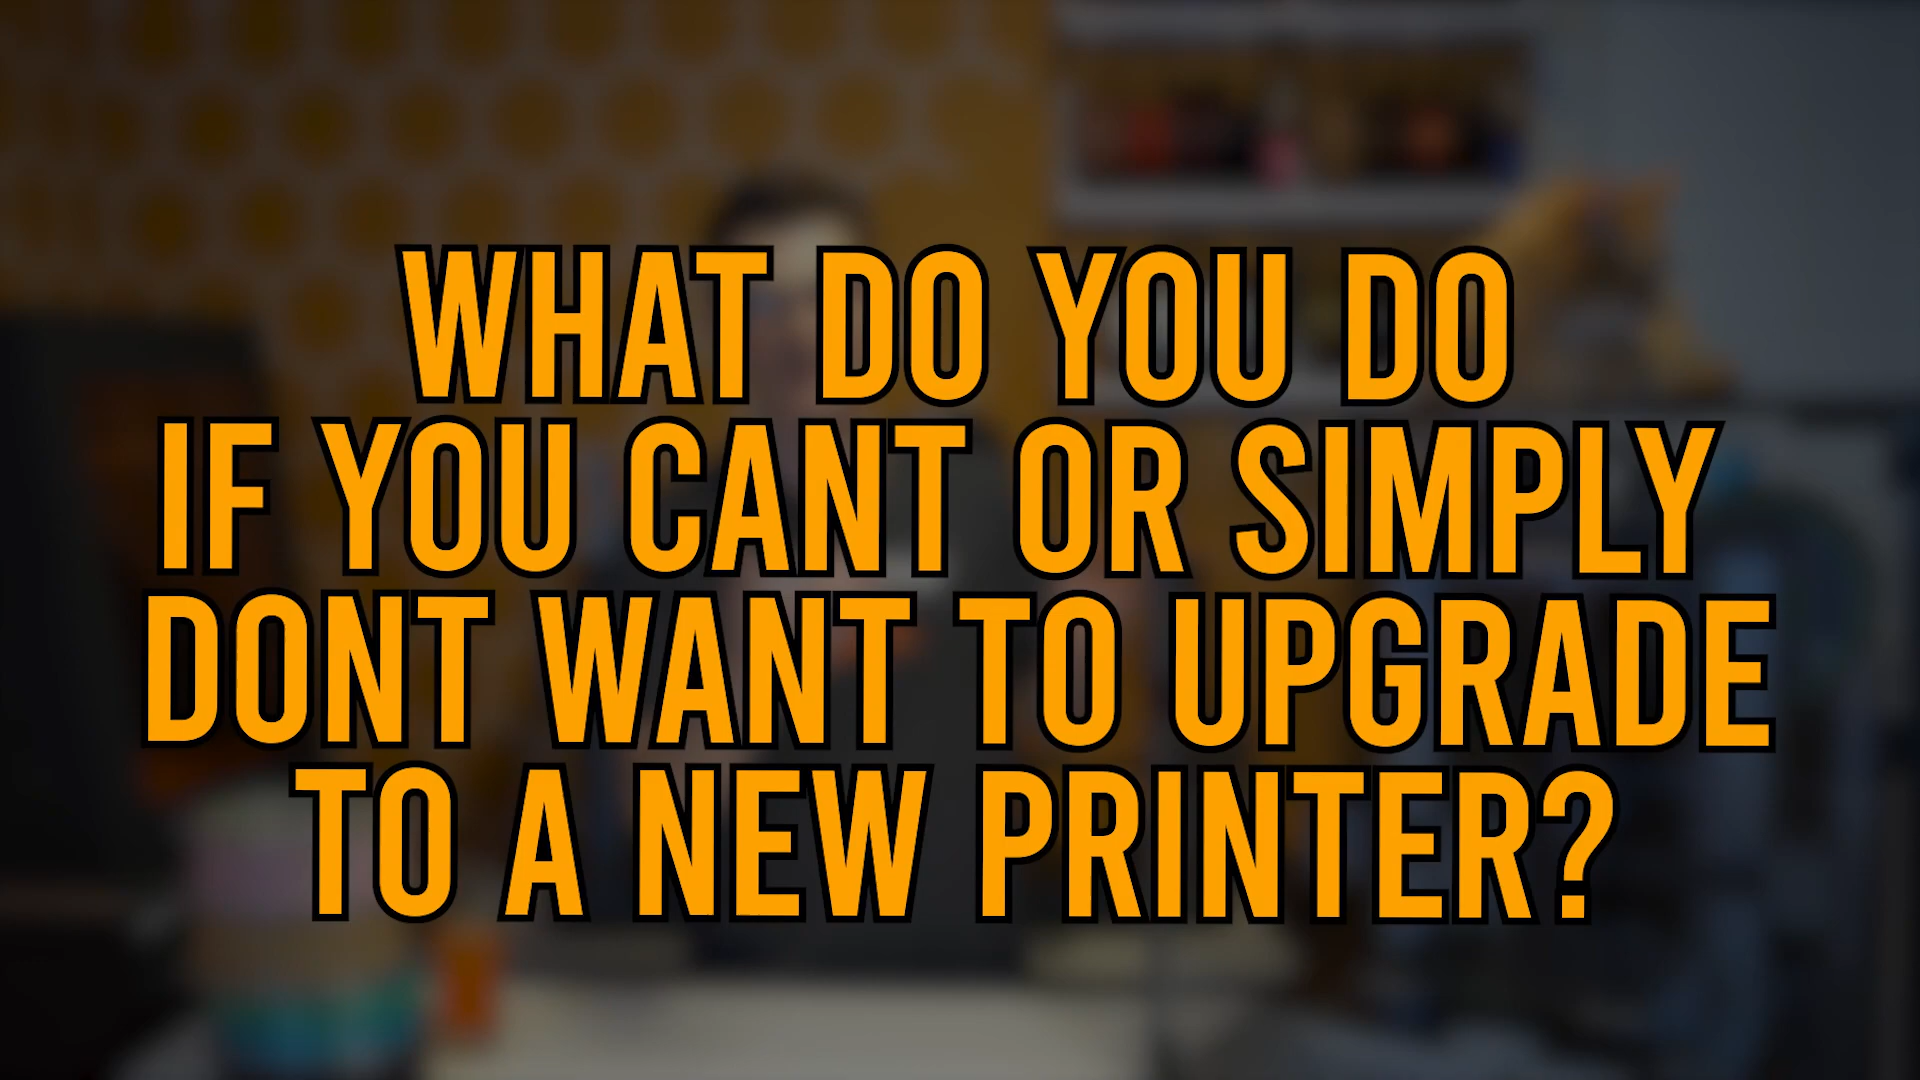 WHAT DO YOU DO
IF YOU CANT OR SIMPLY
DONT WANT TO UPGRADE
TO A NEW PRINTER?